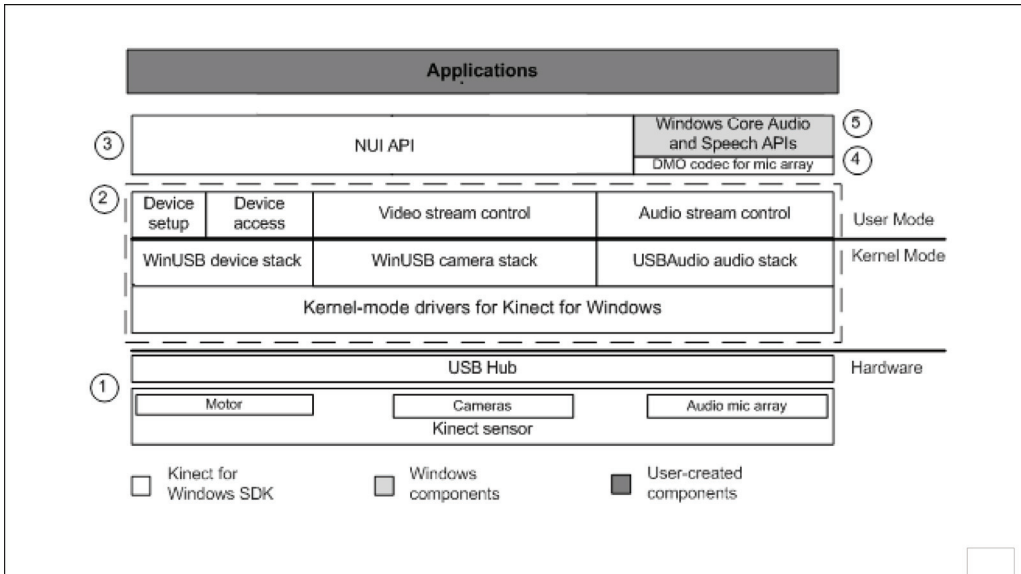 Applications
3
NUI API
Windows Core Audio
and Speech APIs
5
DMO codec for mic array
4
2
Device
setup
Device
access
Video stream control
Audio stream control
User Mode
WinUSB device stack
WinUSB camera stack
USBAudio audio stack
Kernel Mode
Kernel-mode drivers for Kinect for Windows
USB Hub
Hardware
1
Motor
Cameras
Audio mic array
Kinect sensor
Kinect for
Windows SDK
Windows
components
User-created
components